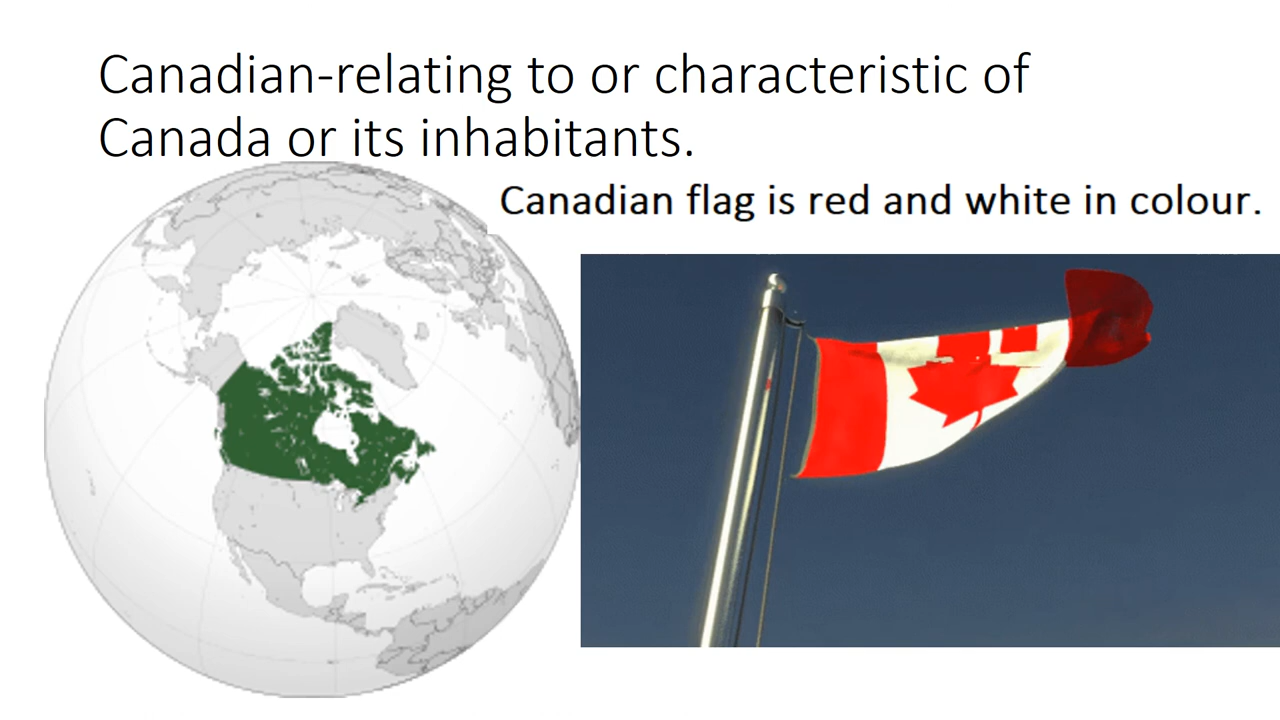 Canadian-relating to or characteristic of
Canada or its inhabitants.
Canadian flag is red and white in colour.